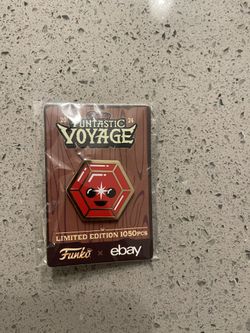 20 24
FUNTASTIC
VOYAGE
LIMITED EDITION 1050PCS
Funko x ebay